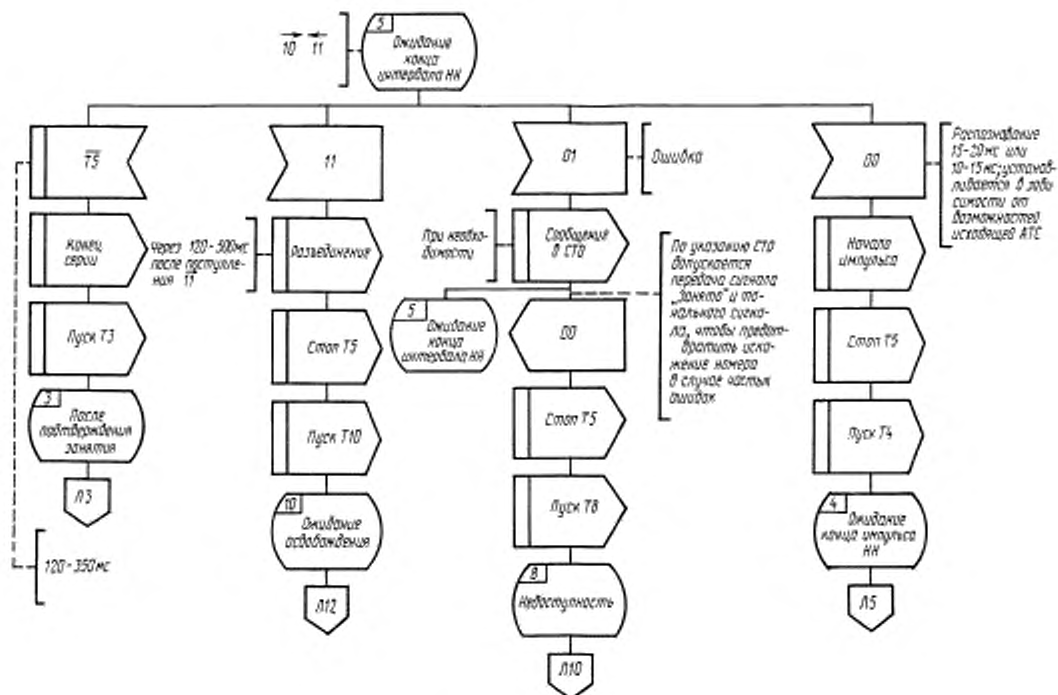 10 11
5
Ожидание
конца
интервала НК
T5
Конец
серии
Пуск Т3
3
После
подтверждения
занятия
Л3
120-350мс
11
Через 120-500мс
после поступле-
ния 11
Разъединение
Стоп Т5
Пуск Т10
10
Ожидание
освобождения
Л12
01
Ошибка
При необхо-
димости
Сообщение
в СТО
5
Ожидание
конца
интервала НК
00
По указанию СТО
допускается
передача сигнала
„занято" и то-
нального сигна-
ла, чтобы предот-
вратить иска-
жение номера
в случае частых
ошибок
Стоп Т5
Пуск Т8
8
Недоступность
Л10
00
Распознавание
15-20мс или
10-15мс; устанав-
ливается в зави
симости от
возможностей
исходящей АТС
Начало
импульса
Стоп Т5
Пуск Т4
4
Ожидание
конца импульса
НК
Л5